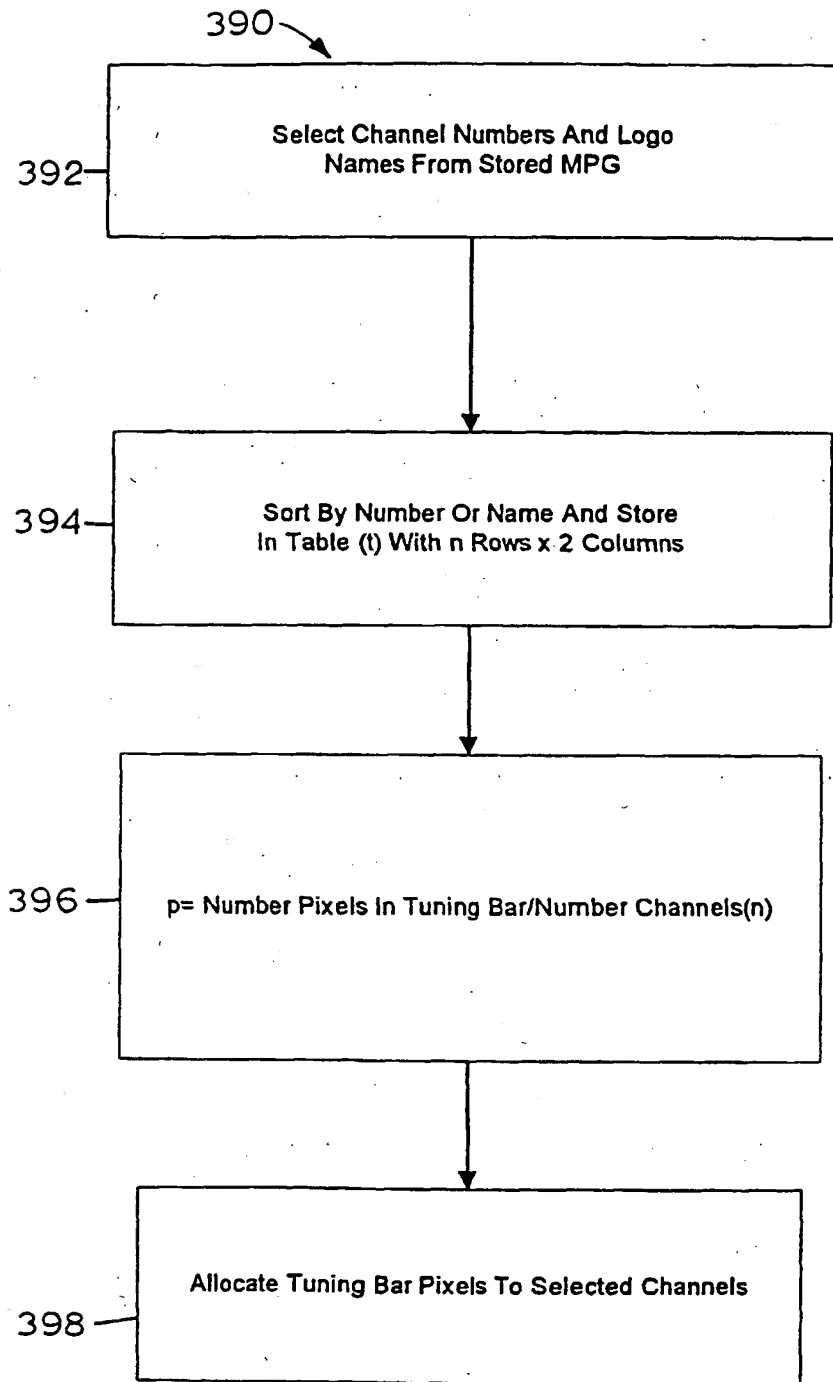 390
Select Channel Numbers And Logo
Names From Stored MPG
392
Sort By Number Or Name And Store
In Table (t) With n Rows x 2 Columns
394
p= Number Pixels In Tuning Bar/Number Channels(n)
396
Allocate Tuning Bar Pixels To Selected Channels
398